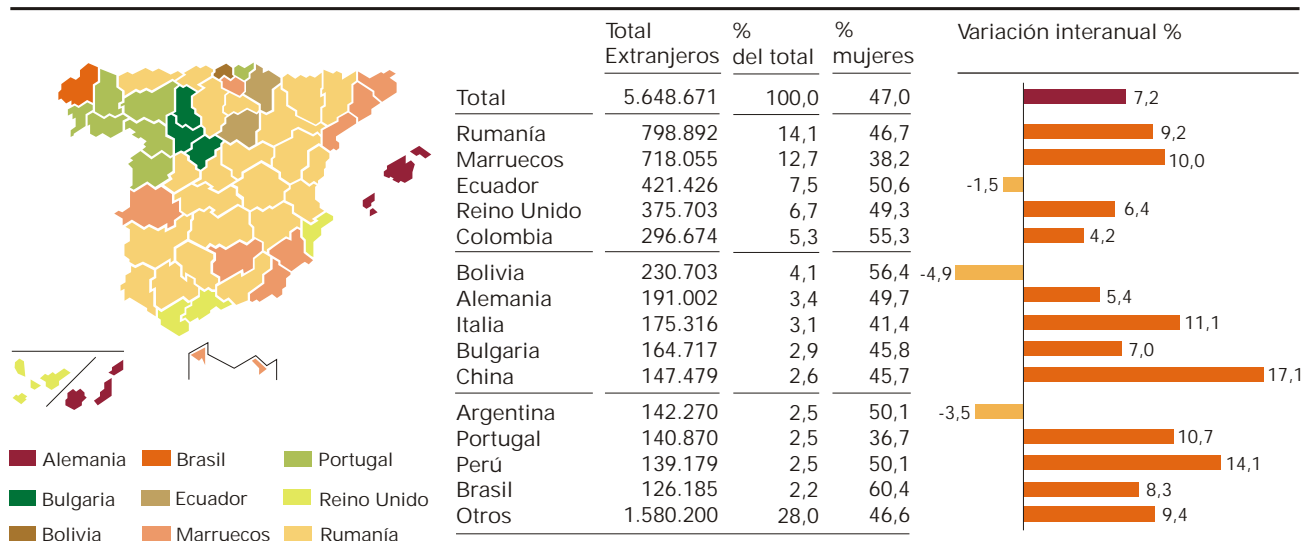 Total Extranjeros % del total % mujeres Variación interanual %
Total 5.648.671 100,0 47,0 7,2
Rumanía 798.892 14,1 46,7 9,2
Marruecos 718.055 12,7 38,2 10,0
Ecuador 421.426 7,5 50,6 -1,5
Reino Unido 375.703 6,7 49,3 6,4
Colombia 296.674 5,3 55,3 4,2
Bolivia 230.703 4,1 56,4 -4,9
Alemania 191.002 3,4 49,7 5,4
Italia 175.316 3,1 41,4 11,1
Bulgaria 164.717 2,9 45,8 7,0
China 147.479 2,6 45,7 17,1
Argentina 142.270 2,5 50,1 -3,5
Portugal 140.870 2,5 36,7 10,7
Perú 139.179 2,5 50,1 14,1
Brasil 126.185 2,2 60,4 8,3
Otros 1.580.200 28,0 46,6 9,4
Alemania Brasil Portugal
Bulgaria Ecuador Reino Unido
Bolivia Marruecos Rumanía